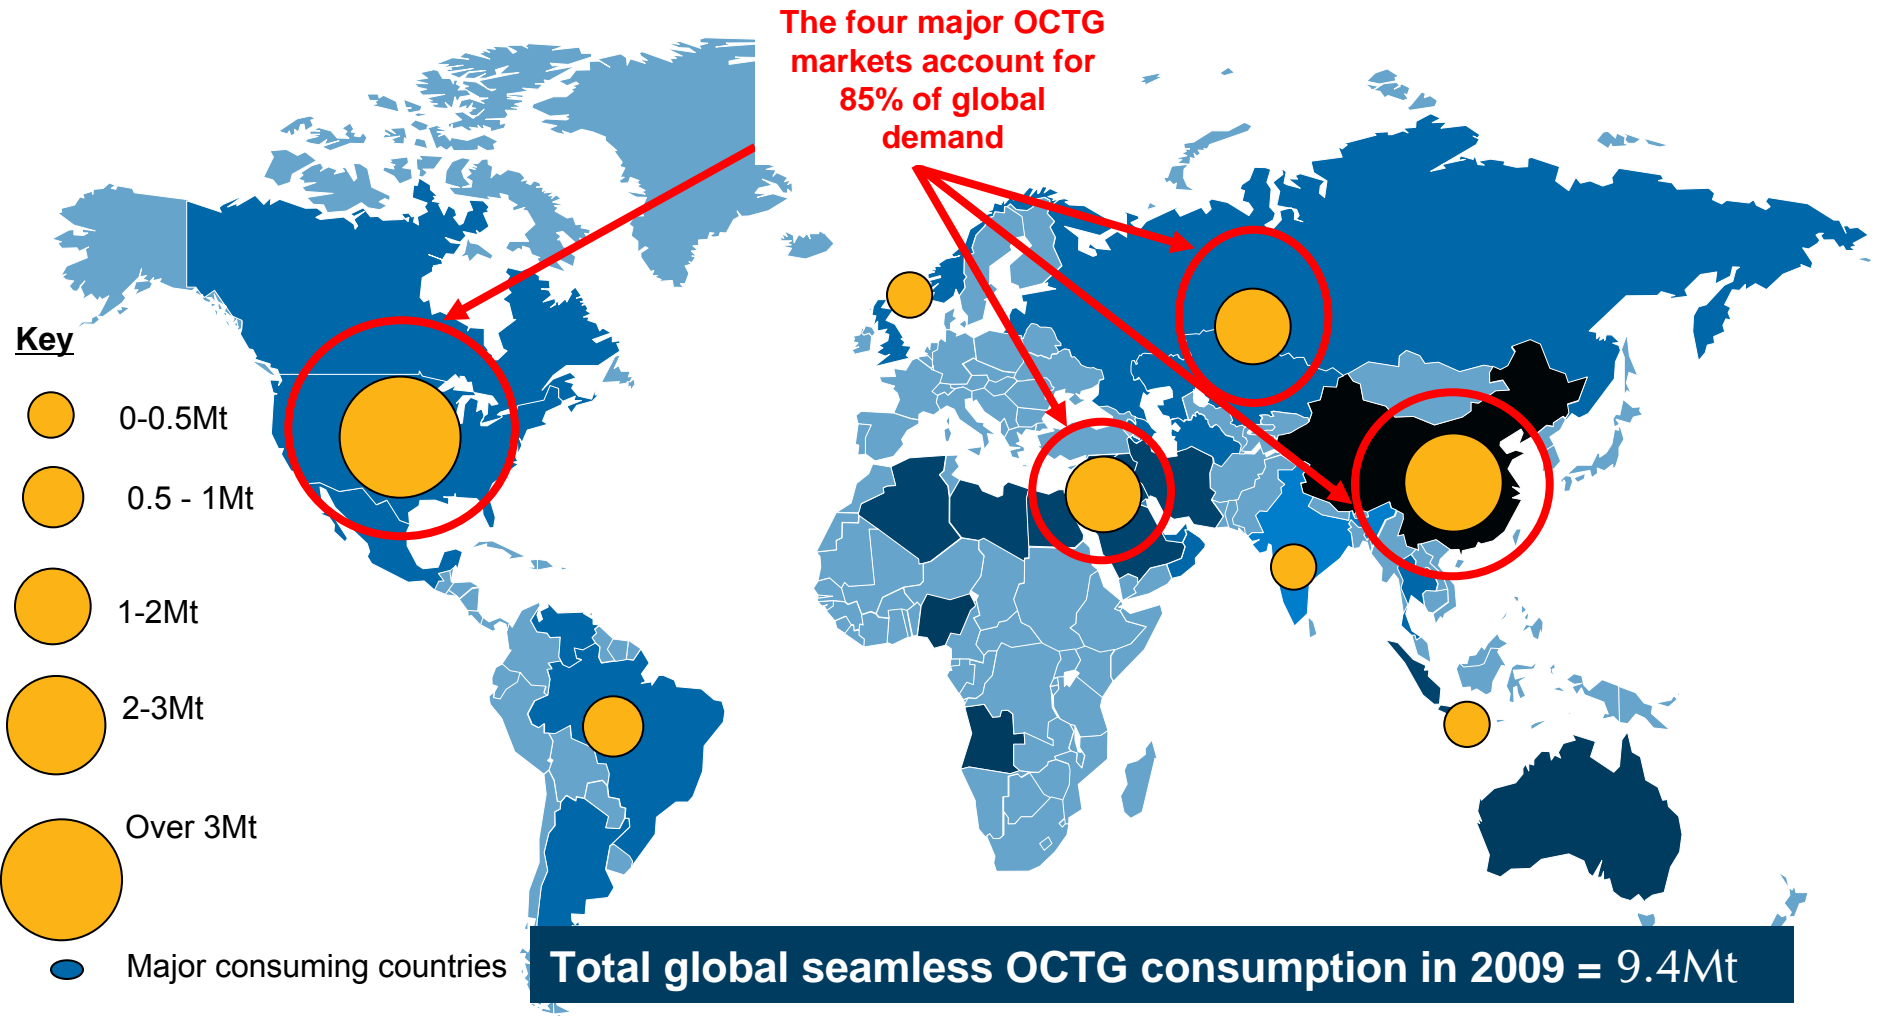 The four major OCTG
markets account for
85% of global
demand
Key
0-0.5Mt
0.5 - 1Mt
1-2Mt
2-3Mt
Over 3Mt
Major consuming countries
Total global seamless OCTG consumption in 2009 = 9.4Mt